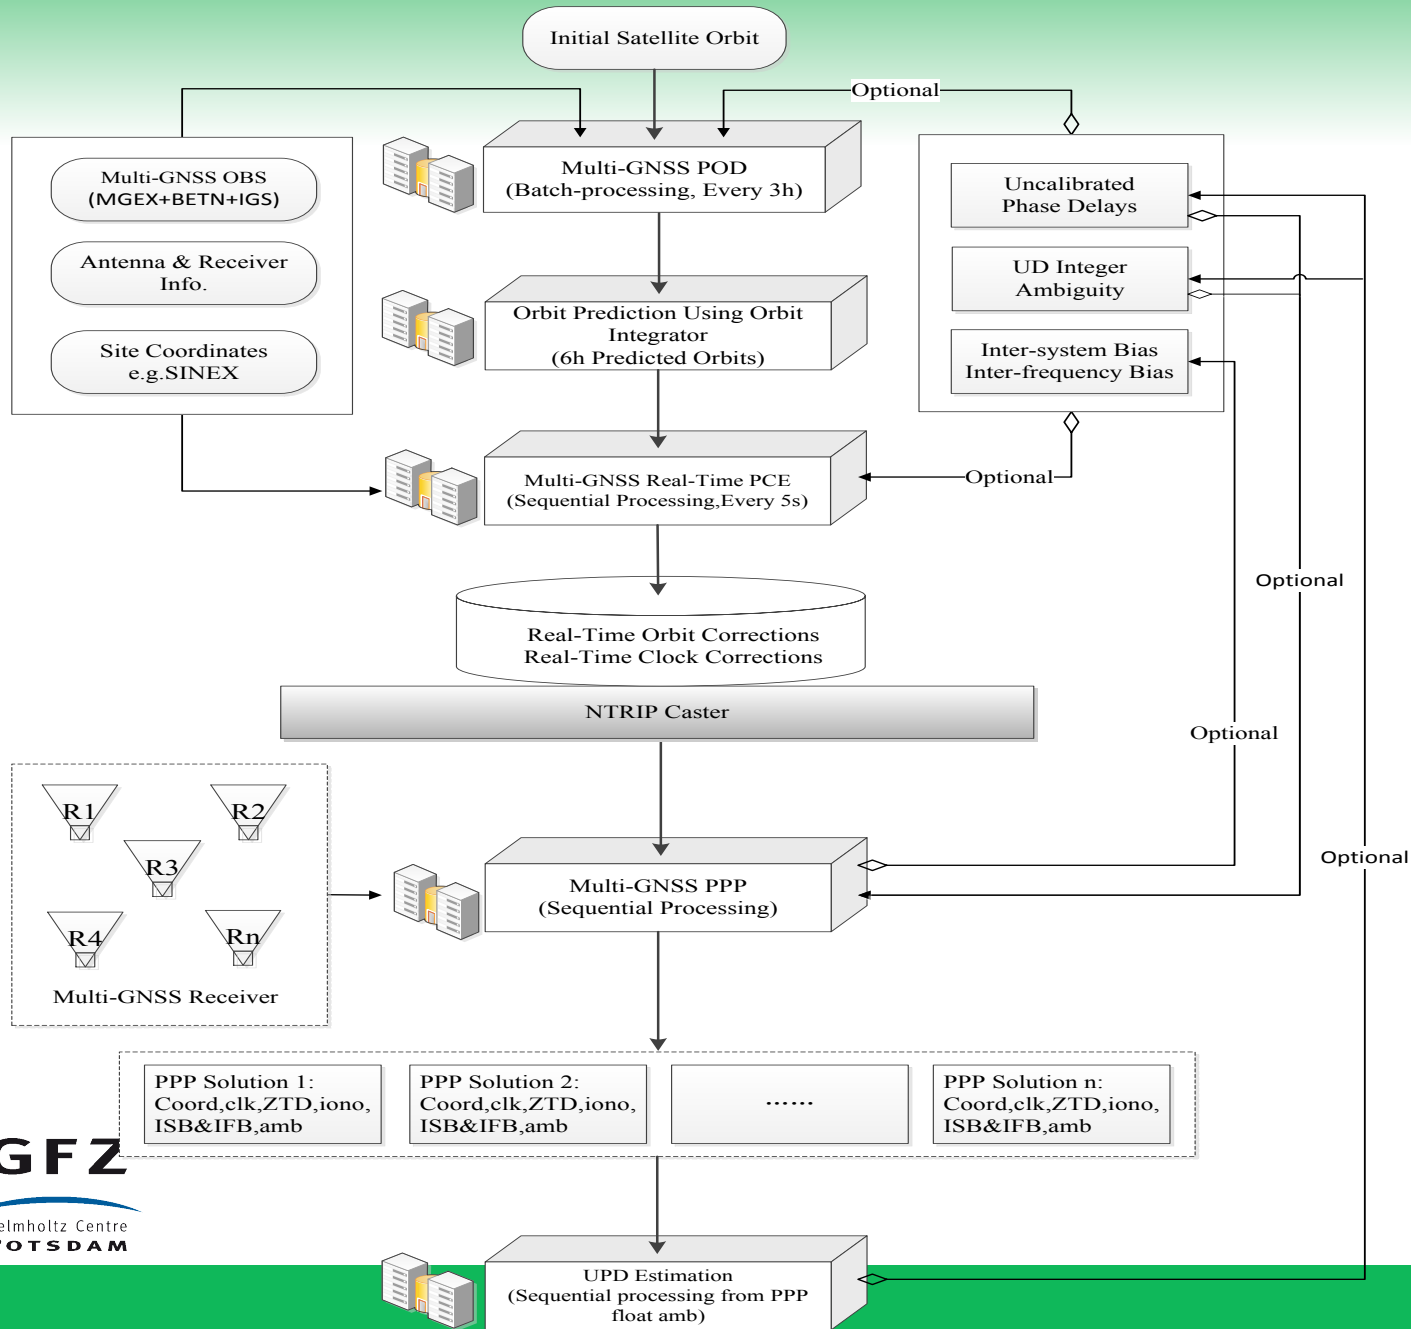 Initial Satellite Orbit
Optional
Multi-GNSS OBS
(MGEX+BETN+IGS)
Antenna & Receiver
Info.
Site Coordinates
e.g.SINEX
Multi-GNSS POD
(Batch-processing, Every 3h)
Orbit Prediction Using Orbit
Integrator
(6h Predicted Orbits)
Multi-GNSS Real-Time PCE
(Sequential Processing,Every 5s)
Uncalibrated
Phase Delays
UD Integer
Ambiguity
Inter-system Bias
Inter-frequency Bias
Optional
Real-Time Orbit Corrections
Real-Time Clock Corrections
NTRIP Caster
Optional
Optional
Optional
R1
R2
R3
R4
Rn
Multi-GNSS Receiver
Multi-GNSS PPP
(Sequential Processing)
PPP Solution 1:
Coord,clk,ZTD,iono,
ISB&IFB,amb
PPP Solution 2:
Coord,clk,ZTD,iono,
ISB&IFB,amb
......
PPP Solution n:
Coord,clk,ZTD,iono,
ISB&IFB,amb
GFZ
elmholtz Centre
OTSDAM
UPD Estimation
(Sequential processing from PPP
float amb)